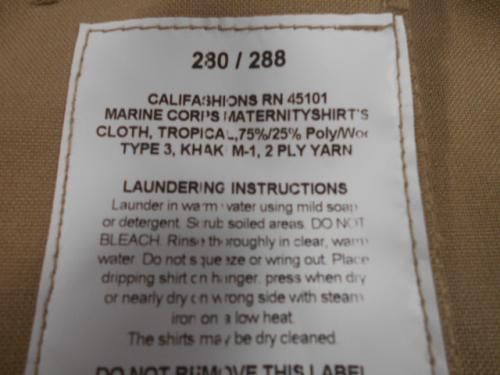 280 / 288
CALIFASHIONS RN 45101
MARINE CORPS MATERNITYSHIRT'S
CLOTH, TROPICAL,75%/25% Poly/Woo
TYPE 3, KHAKI M-1, 2 PLY YARN
LAUNDERING INSTRUCTIONS
Launder in warm water using mild soap
or detergent. Scrub soiled areas. DO NOT
BLEACH. Rinse thoroughly in clear, warm
water. Do not squeeze or wring out. Place
dripping shirt on hanger. press when dry
or nearly dry on wrong side with steam
iron on a low heat.
The shirts may be dry cleaned.
DO NOT REMOVE THIS LABEL